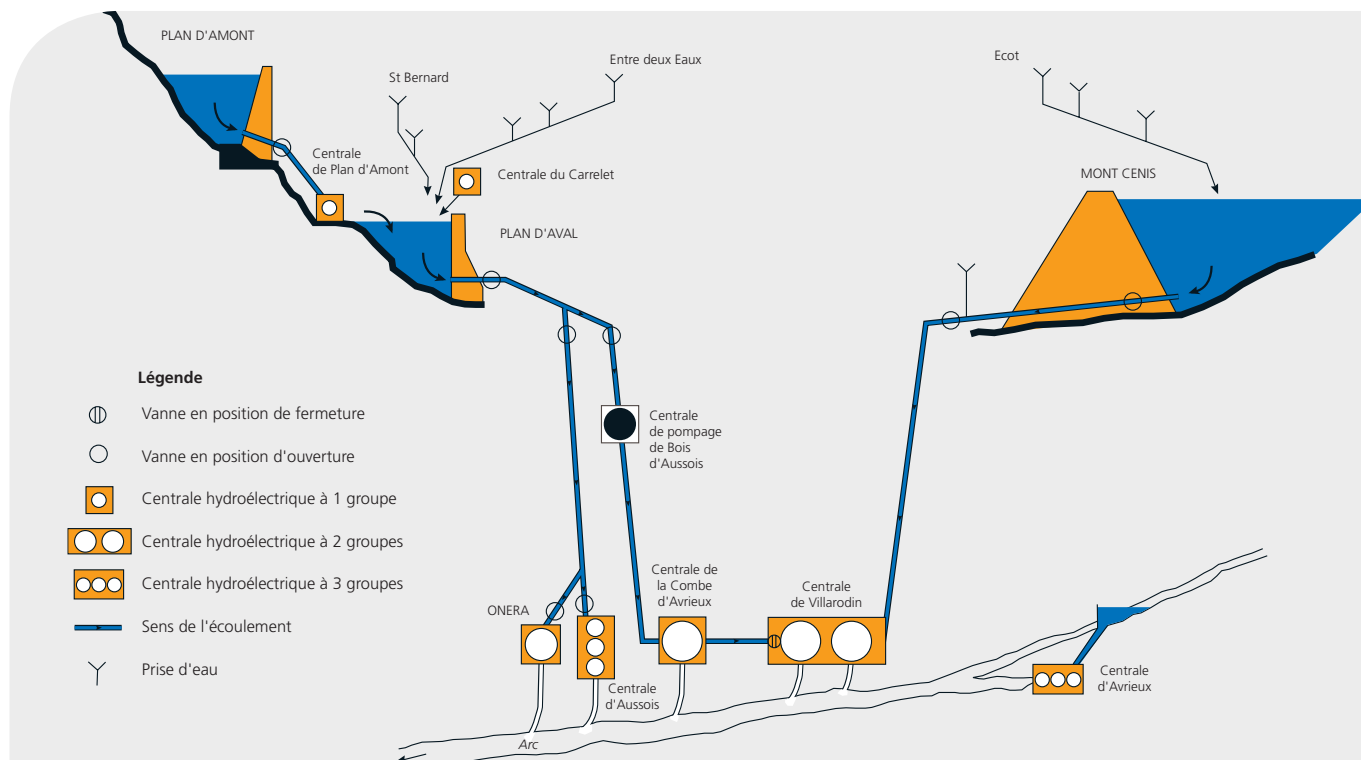 PLAN D'AMONT
St Bernard
Entre deux Eaux
Ecot
Centrale
de Plan d'Amont
Centrale du Carrelet
MONT CENIS
PLAN D'AVAL
Légende
Vanne en position de fermeture
Vanne en position d'ouverture
Centrale hydroélectrique à 1 groupe
Centrale hydroélectrique à 2 groupes
Centrale hydroélectrique à 3 groupes
Sens de l'écoulement
Prise d'eau
Centrale
de pompage
de Bois
d'Aussois
ONERA
Centrale de
la Combe
d'Avrieux
Centrale
de Villarodin
Centrale
d'Aussois
Centrale
d'Avrieux
Arc